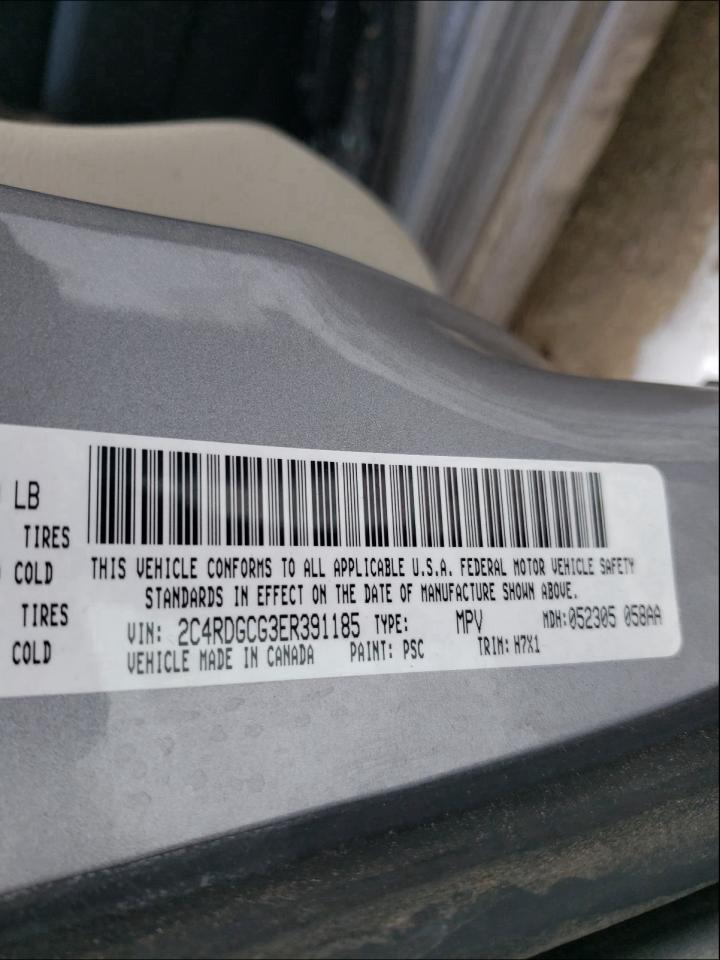 LB
TIRES
COLD
TIRES
COLD
THIS VEHICLE CONFORMS TO ALL APPLICABLE U.S.A. FEDERAL MOTOR VEHICLE SAFETY
STANDARDS IN EFFECT ON THE DATE OF MANUFACTURE SHOWN ABOVE.
VIN: 2C4RDGCG3ER391185 TYPE: MPV MDH:052305 058AA
VEHICLE MADE IN CANADA PAINT: PSC TRIM: H7X1